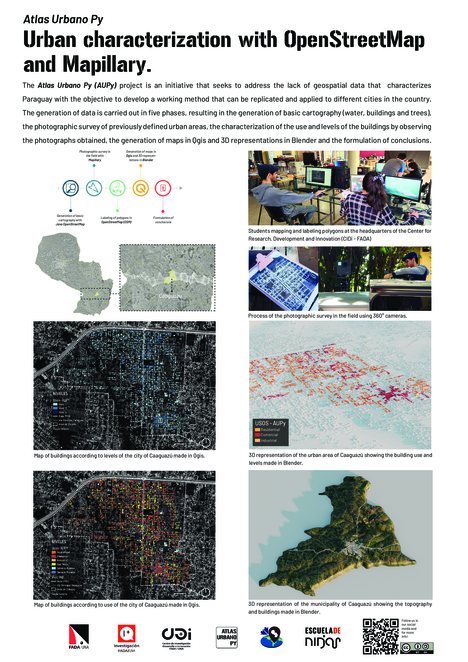 Atlas Urbano Py
Urban characterization with OpenStreetMap
and Mapillary.
The Atlas Urbano Py (AUPy) project is an initiative that seeks to address the lack of geospatial data that characterizes
Paraguay with the objective to develop a working method that can be replicated and applied to different cities in the country.
The generation of data is carried out in five phases, resulting in the generation of basic cartography (water, buildings and trees),
the photographic survey of previously defined urban areas, the characterization of the use and levels of the buildings by observing
the photographs obtained, the generation of maps in Qgis and 3D representations in Blender and the formulation of conclusions.
Photographic survey in
the field with
Mapillary
Generation of maps in
Qgis and 3D represen-
tations in Blender
Generation of basic
cartography with
Java OpenStreetMap
Labeling of polygons in
OpenStreetMap (OSM)
Formulation of
conclusions
Students mapping and labeling polygons at the headquarters of the Center for
Research, Development and Innovation (CIDi - FADA)
Caaguazú
Process of the photographic survey in the field using 360° cameras.
NIVELES
USOS - AUPy
Residencial
Comercial
Industrial
Map of buildings according to levels of the city of Caaguazú made in Qgis.
3D representation of the urban area of Caaguazú showing the building use and
levels made in Blender.
NIVELES
Map of buildings according to use of the city of Caaguazú made in Qgis.
3D representation of the municipality of Caaguazú showing the topography
and buildings made in Blender.
FADA UNA
Investigación
FADA/UNA
ATLAS
URBANO
PY
ESCUELA DE
NINJAS
Follow us in
our social
media and
for more
info!